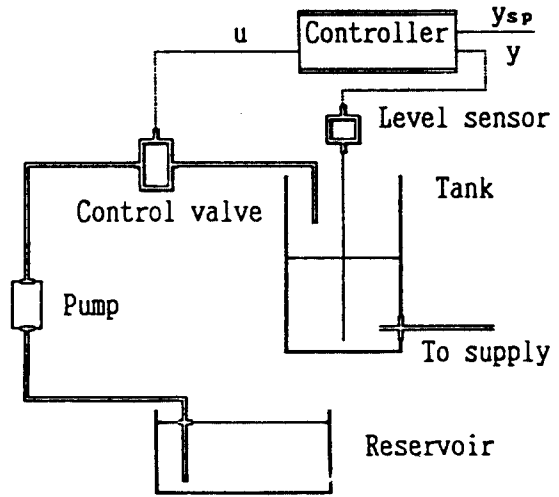 u
Controller
ysp
y
Level sensor
Tank
Control valve
Pump
To supply
Reservoir